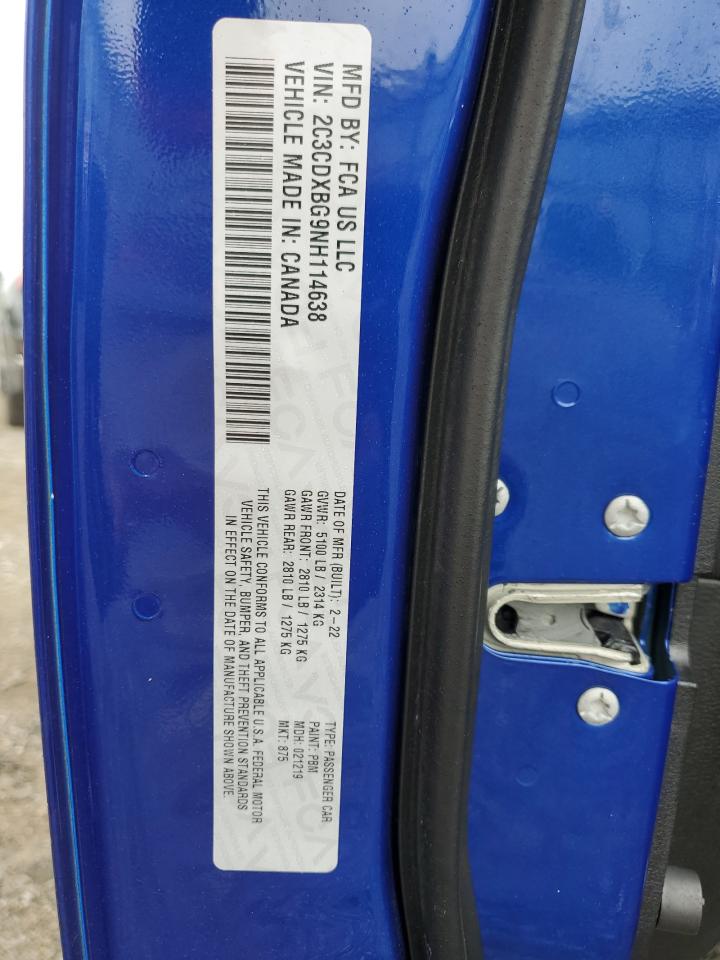 MFD BY: FCA US LLC
VIN: 2C3CDXBG9NH114638
VEHICLE MADE IN: CANADA
DATE OF MFR (BUILT): 2-22
GVWR: 5100 LB / 2314 KG
GAWR FRONT: 2810 LB / 1275 KG
GAWR REAR: 2810 LB / 1275 KG
TYPE: PASSENGER CAR
PAINT: PBM
MDH: 021219
MKT: 875
THIS VEHICLE CONFORMS TO ALL APPLICABLE U.S.A. FEDERAL MOTOR
VEHICLE SAFETY, BUMPER, AND THEFT PREVENTION STANDARDS
IN EFFECT ON THE DATE OF MANUFACTURE SHOWN ABOVE.